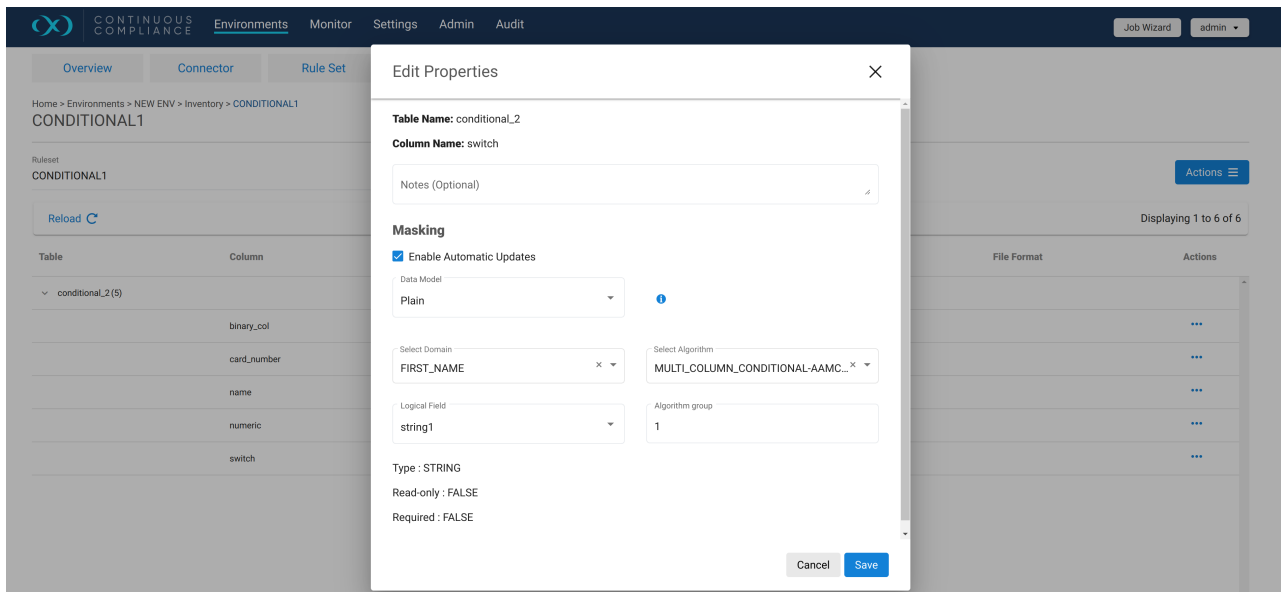 CONTINUOUS COMPLIANCE
Environments Monitor Settings Admin Audit
Job Wizard admin
Overview Connector Rule Set
Home > Environments > NEW ENV > Inventory > CONDITIONAL1
CONDITIONAL1
Ruleset
CONDITIONAL1
Actions
Reload
Displaying 1 to 6 of 6
Table Column File Format Actions
conditional_2 (5)
binary_col
card_number
name
numeric
switch
Edit Properties
Table Name: conditional_2
Column Name: switch
Notes (Optional)
Masking
Enable Automatic Updates
Data Model
Plain
Select Domain
FIRST_NAME
Select Algorithm
MULTI_COLUMN_CONDITIONAL-AAMC...
Logical Field
string1
Algorithm group
1
Type : STRING
Read-only : FALSE
Required : FALSE
Cancel Save